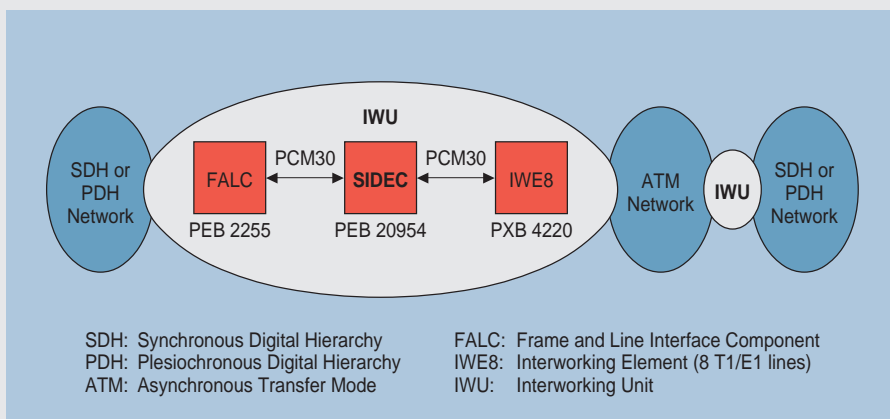 IWU
SDH or
PDH
Network
FALC
PCM30
SIDEC
PCM30
IWE8
PEB 2255
PEB 20954
PXB 4220
ATM
Network
IWU
SDH or
PDH
Network
SDH: Synchronous Digital Hierarchy
PDH: Plesiochronous Digital Hierarchy
ATM: Asynchronous Transfer Mode
FALC: Frame and Line Interface Component
IWE8: Interworking Element (8 T1/E1 lines)
IWU: Interworking Unit